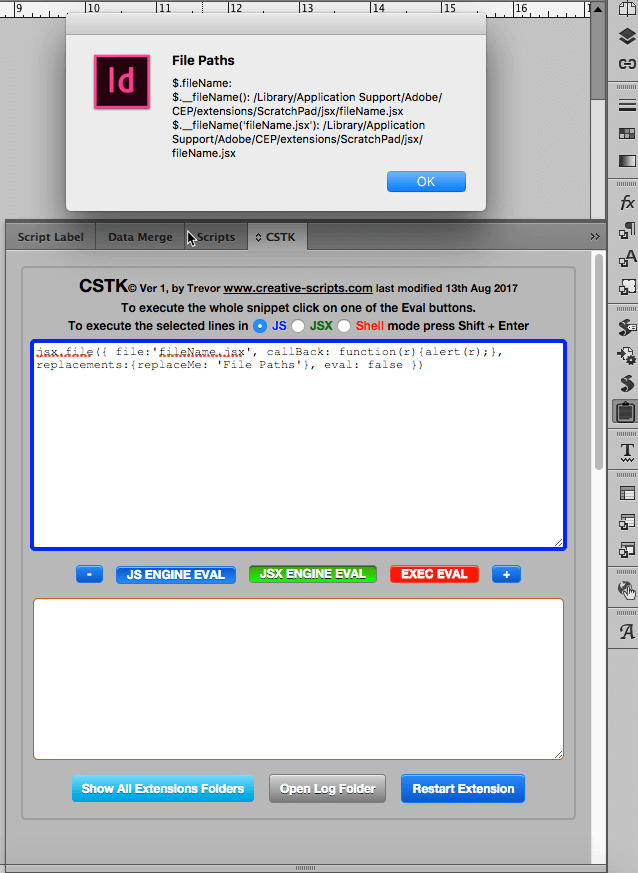 9 10 11 12 13 14 15 16 1
Id
File Paths
$.fileName:
$.__fileName(): /Library/Application Support/Adobe/
CEP/extensions/ScratchPad/jsx/fileName.jsx
$.__fileName('fileName.jsx'): /Library/Application
Support/Adobe/CEP/extensions/ScratchPad/jsx/
fileName.jsx
OK
Script Label Data Merge Scripts CSTK
CSTK© Ver 1, by Trevor www.creative-scripts.com last modified 13th Aug 2017
To execute the whole snippet click on one of the Eval buttons.
To execute the selected lines in JS JSX Shell mode press Shift + Enter
jsx.file({ file:'fileName.jsx', callBack: function(r){alert(r);},
replacements:{replaceMe: 'File Paths'}, eval: false })
- JS ENGINE EVAL JSX ENGINE EVAL EXEC EVAL +
Show All Extensions Folders Open Log Folder Restart Extension
fx
A
T
A